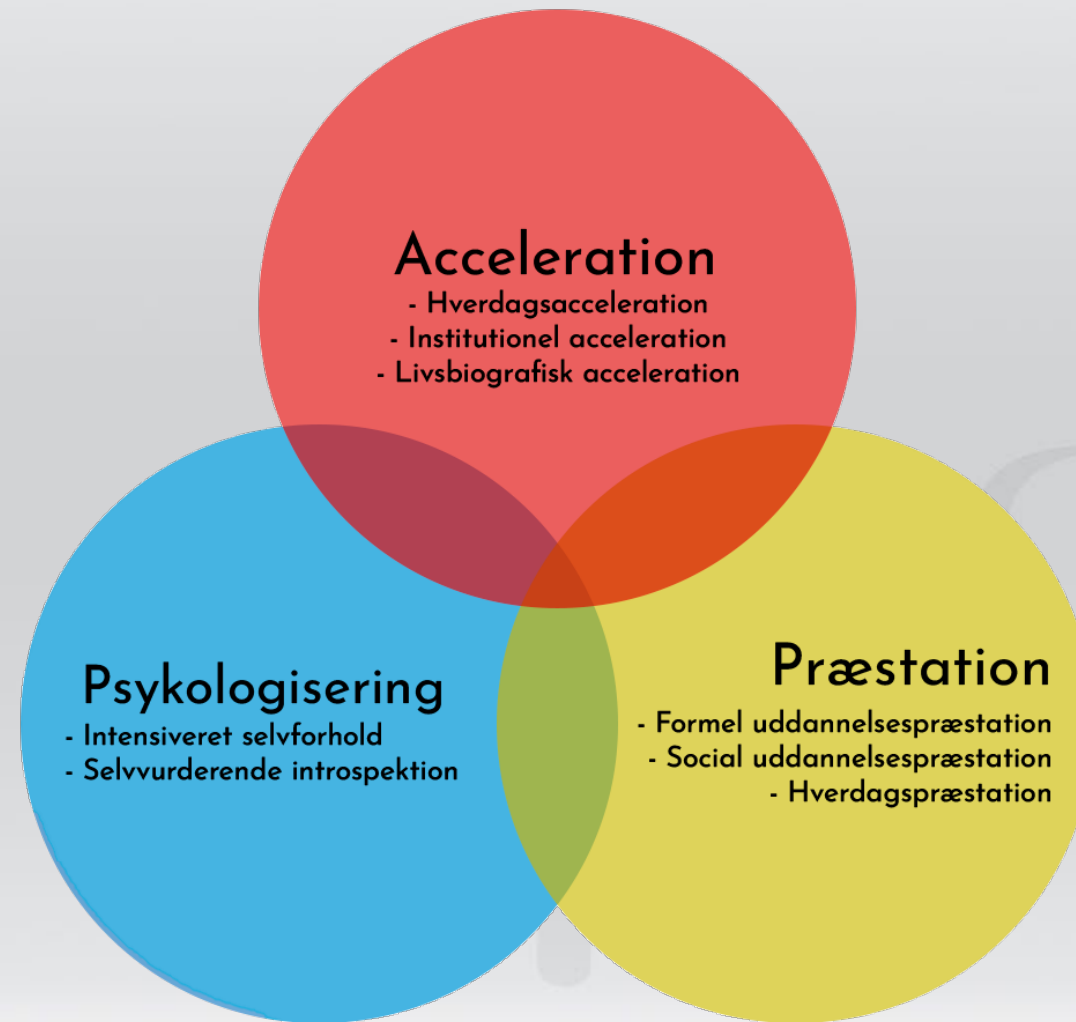 Acceleration
- Hverdagsacceleration
- Institutionel acceleration
- Livsbiografisk acceleration
Psykologisering
- Intensiveret selvforhold
- Selvvurderende introspektion
Præstation
- Formel uddannelsespræstation
- Social uddannelsespræstation
- Hverdagspræstation